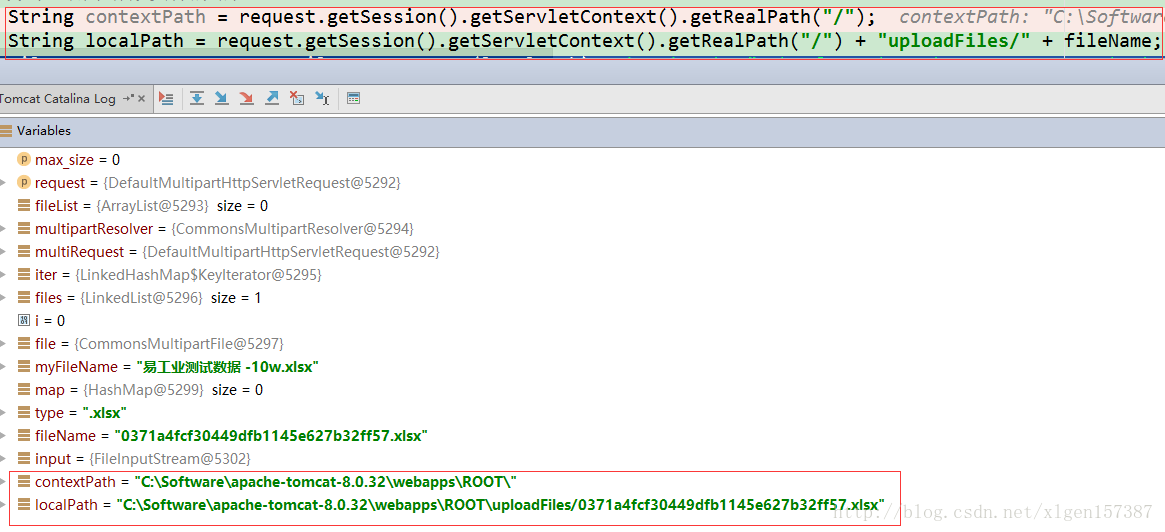 String contextPath = request.getSession().getServletContext().getRealPath("/"); contextPath: "C:\Softwar
String localPath = request.getSession().getServletContext().getRealPath("/") + "uploadFiles/" + fileName;
Tomcat Catalina Log
Variables
max_size = 0
request = {DefaultMultipartHttpServletRequest@5292}
fileList = {ArrayList@5293} size = 0
multipartResolver = {CommonsMultipartResolver@5294}
multiRequest = {DefaultMultipartHttpServletRequest@5292}
iter = {LinkedHashMap$KeyIterator@5295}
files = {LinkedList@5296} size = 1
i = 0
file = {CommonsMultipartFile@5297}
myFileName = "易工业测试数据 -10w.xlsx"
map = {HashMap@5299} size = 0
type = ".xlsx"
fileName = "0371a4fcf30449dfb1145e627b32ff57.xlsx"
input = {FileInputStream@5302}
contextPath = "C:\Software\apache-tomcat-8.0.32\webapps\ROOT\"
localPath = "C:\Software\apache-tomcat-8.0.32\webapps\ROOT\uploadFiles/0371a4fcf30449dfb1145e627b32ff57.xlsx"
http://blog.csdn.net/xlgen157387